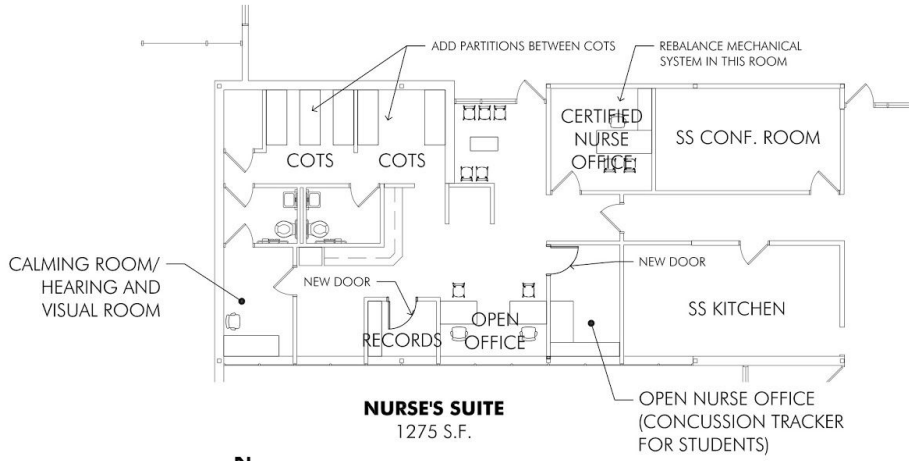 ADD PARTITIONS BETWEEN COTS
REBALANCE MECHANICAL
SYSTEM IN THIS ROOM
CERTIFIED
NURSE
OFFICE
SS CONF. ROOM
COTS
COTS
CALMING ROOM/
HEARING AND
VISUAL ROOM
NEW DOOR
NEW DOOR
RECORDS
OPEN
OFFICE
SS KITCHEN
NURSE'S SUITE
1275 S.F.
OPEN NURSE OFFICE
(CONCUSSION TRACKER
FOR STUDENTS)